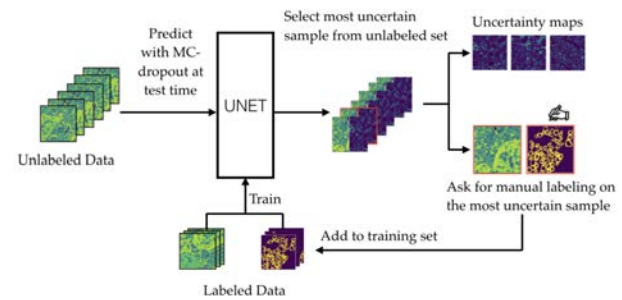 Predict
with MC-
dropout at
test time
Unlabeled Data
UNET
Select most uncertain
sample from unlabeled set
Uncertainty maps
Ask for manual labeling on
the most uncertain sample
Train
Add to training set
Labeled Data